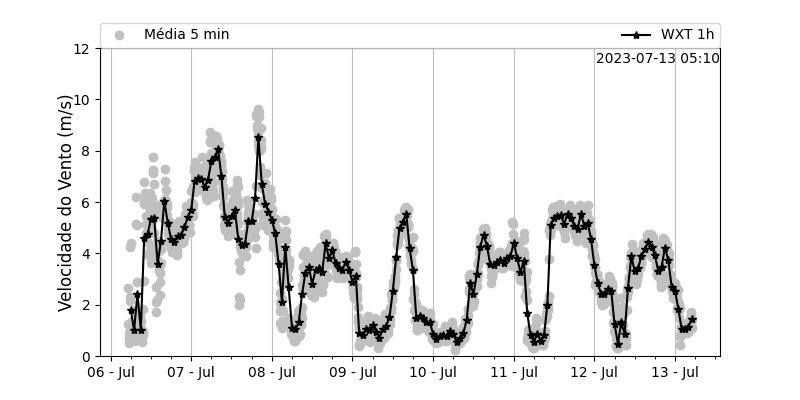 Média 5 min
WXT 1h
2023-07-13 05:10
Velocidade do Vento (m/s)
12
10
8
6
4
2
0
06 - Jul
07 - Jul
08 - Jul
09 - Jul
10 - Jul
11 - Jul
12 - Jul
13 - Jul